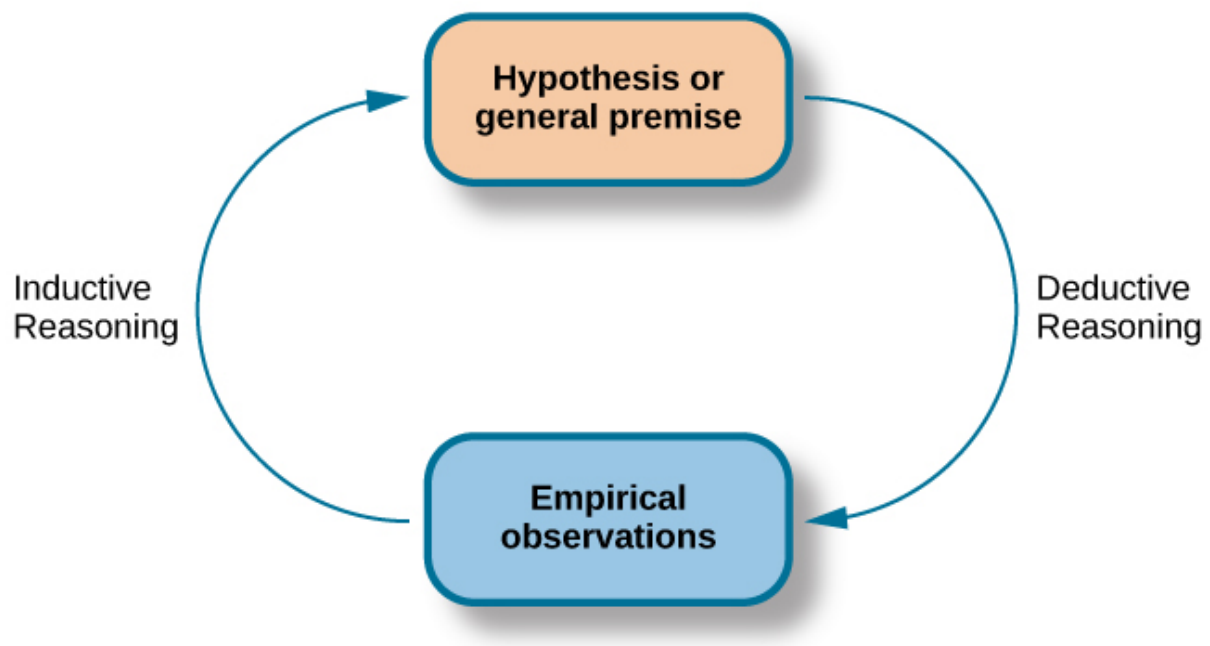 Hypothesis or
general premise
Inductive
Reasoning
Deductive
Reasoning
Empirical
observations